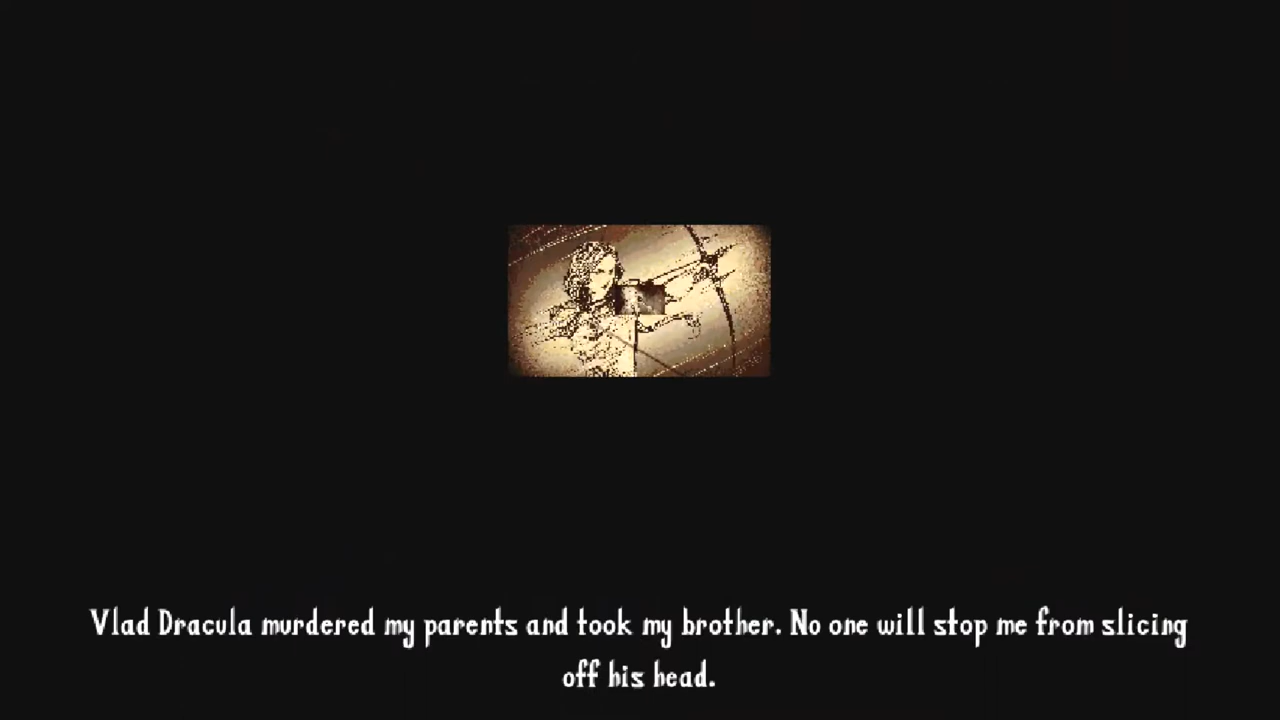 Vlad Dracula murdered my parents and took my brother. No one will stop me from slicing
off his head.